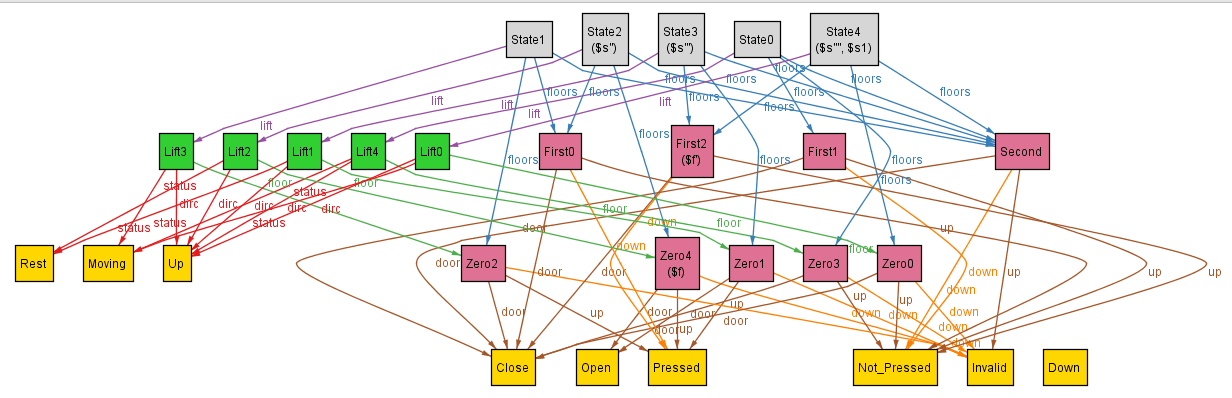 State1
State2
($s")
State3
($s''')
State0
State4
($s"", $s1)
floors
floors
floors
floors
floors
floors
floors
floors
floors
lift
lift
lift
lift
Lift3
Lift2
Lift1
Lift4
Lift0
First0
First2
($f')
First1
Second
floors
floors
floors
floors
floors
status
floor
floor
status
dirc
dirc
dirc
dirc
status
status
status
door
down
floor
up
down
Rest
Moving
Up
Zero2
Zero4
($f)
Zero1
Zero3
Zero0
floor
door
door
door
down
up
up
up
down
up
up
up
down
door
up
door
door
down
down
down
door
up
door
down
down
Close
Open
Pressed
Not_Pressed
Invalid
Down